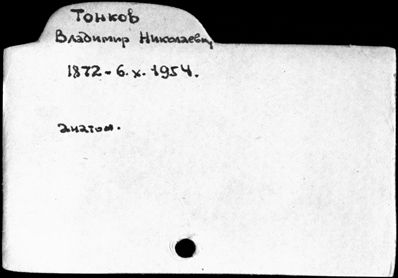 Тонков
Владимир Николаевич
1872 - 6.X.1954.
анатом.